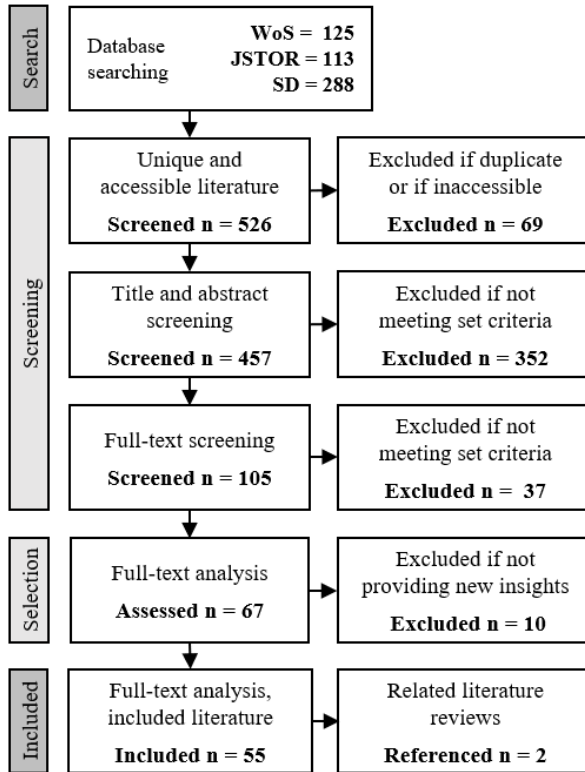 Search
Database
searching
WoS = 125
JSTOR = 113
SD = 288
Screening
Unique and
accessible literature
Screened n = 526
Excluded if duplicate
or if inaccessible
Excluded n = 69
Title and abstract
screening
Screened n = 457
Excluded if not
meeting set criteria
Excluded n = 352
Full-text screening
Screened n = 105
Excluded if not
meeting set criteria
Excluded n = 37
Selection
Full-text analysis
Assessed n = 67
Excluded if not
providing new insights
Excluded n = 10
Included
Full-text analysis,
included literature
Included n = 55
Related literature
reviews
Referenced n = 2